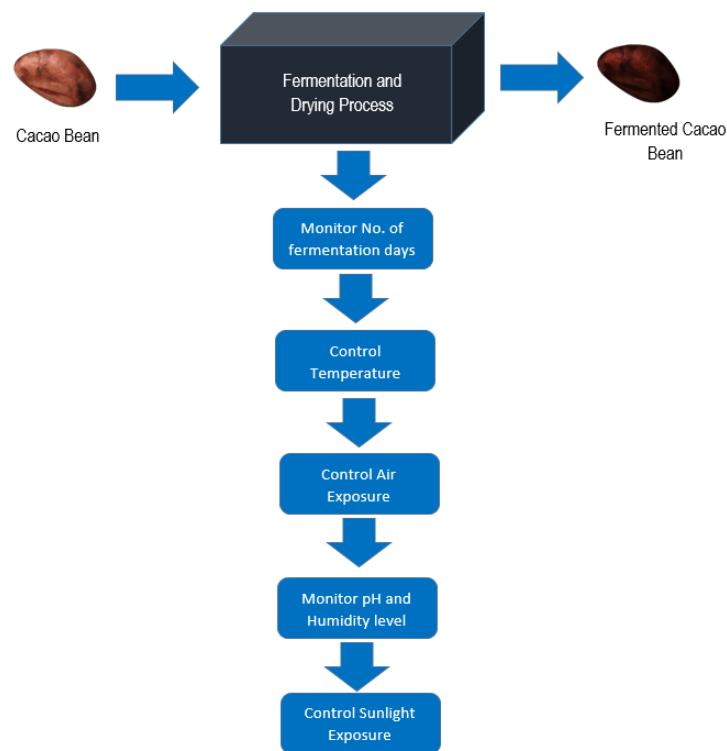 Fermentation and
Drying Process
Cacao Bean
Fermented Cacao
Bean
Monitor No. of
fermentation days
Control
Temperature
Control Air
Exposure
Monitor pH and
Humidity level
Control Sunlight
Exposure